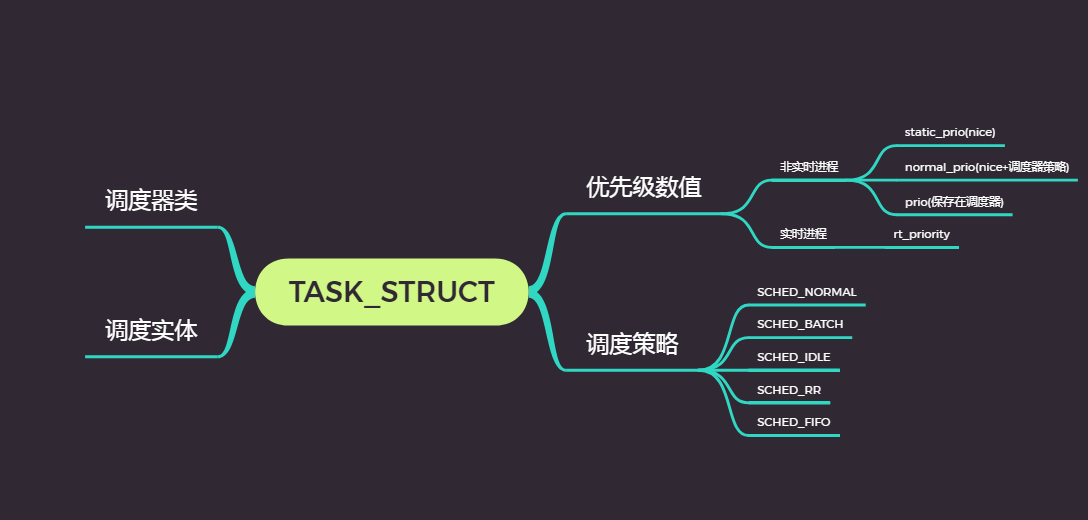 调度器类
调度实体
TASK_STRUCT
优先级数值
非实时进程
static_prio(nice)
normal_prio(nice+调度器策略)
prio(保存在调度器)
实时进程
rt_priority
调度策略
SCHED_NORMAL
SCHED_BATCH
SCHED_IDLE
SCHED_RR
SCHED_FIFO